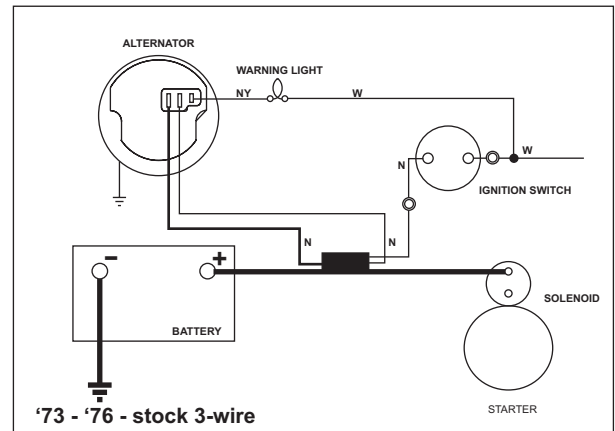 ALTERNATOR
WARNING LIGHT
NY
W
W
N
IGNITION SWITCH
N
N
-
+
SOLENOID
BATTERY
STARTER
‘73 - ‘76 - stock 3-wire